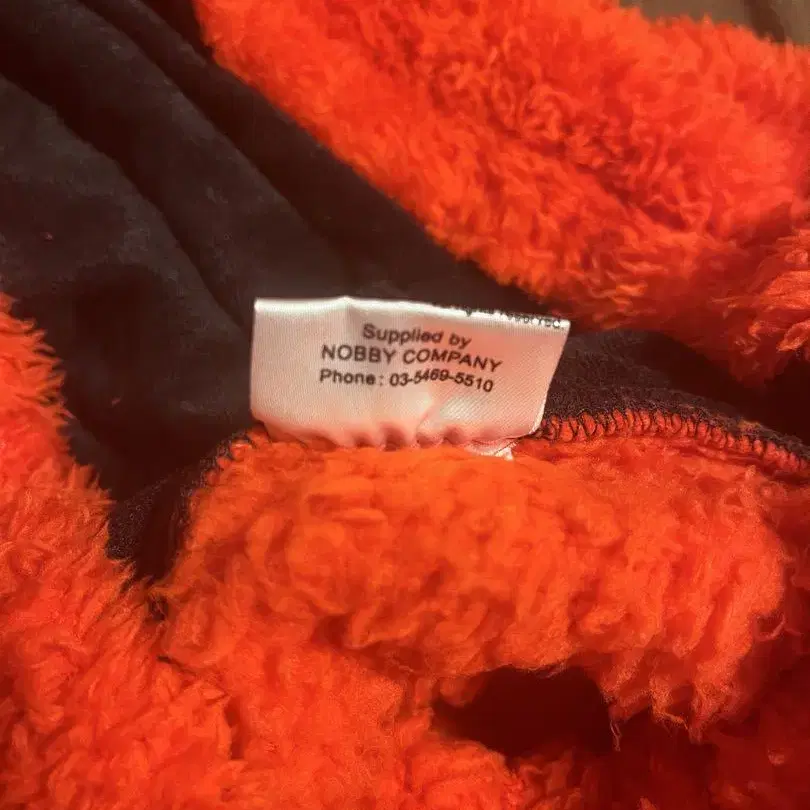 Supplied by
NOBBY COMPANY
Phone: 03-5469-5510